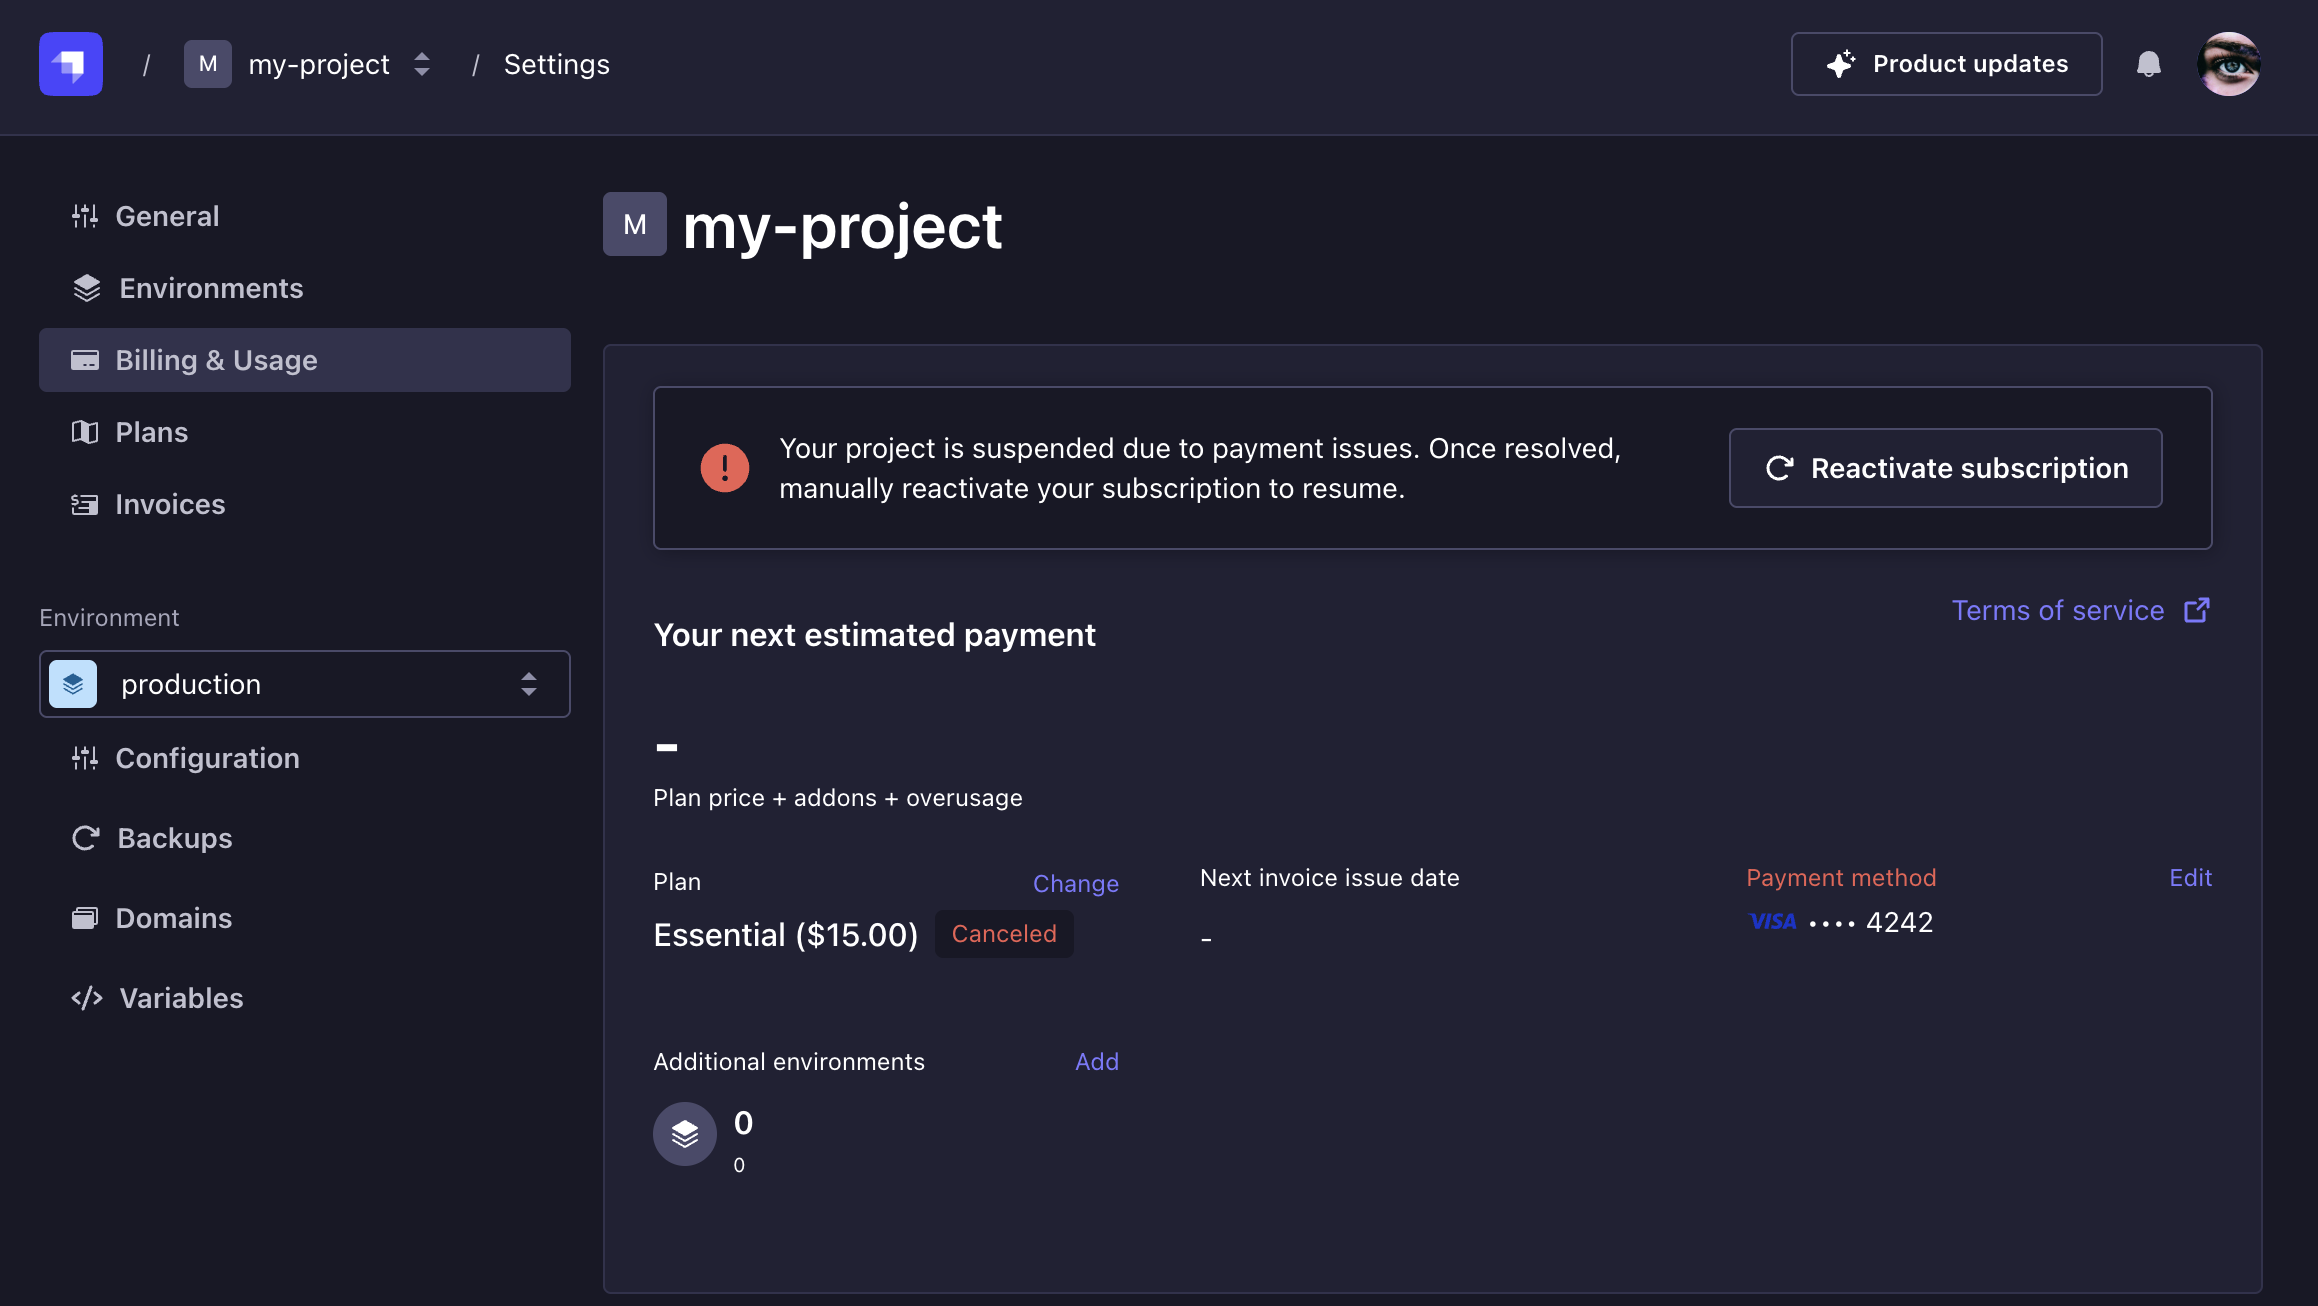 / M my-project / Settings
Product updates
General
Environments
Billing & Usage
Plans
Invoices
Environment
production
Configuration
Backups
Domains
Variables
M my-project
Your project is suspended due to payment issues. Once resolved,
manually reactivate your subscription to resume.
Reactivate subscription
Terms of service
Your next estimated payment
-
Plan price + addons + overusage
Plan Change
Essential ($15.00) Canceled
Next invoice issue date
-
Payment method Edit
VISA •••• 4242
Additional environments Add
0
0